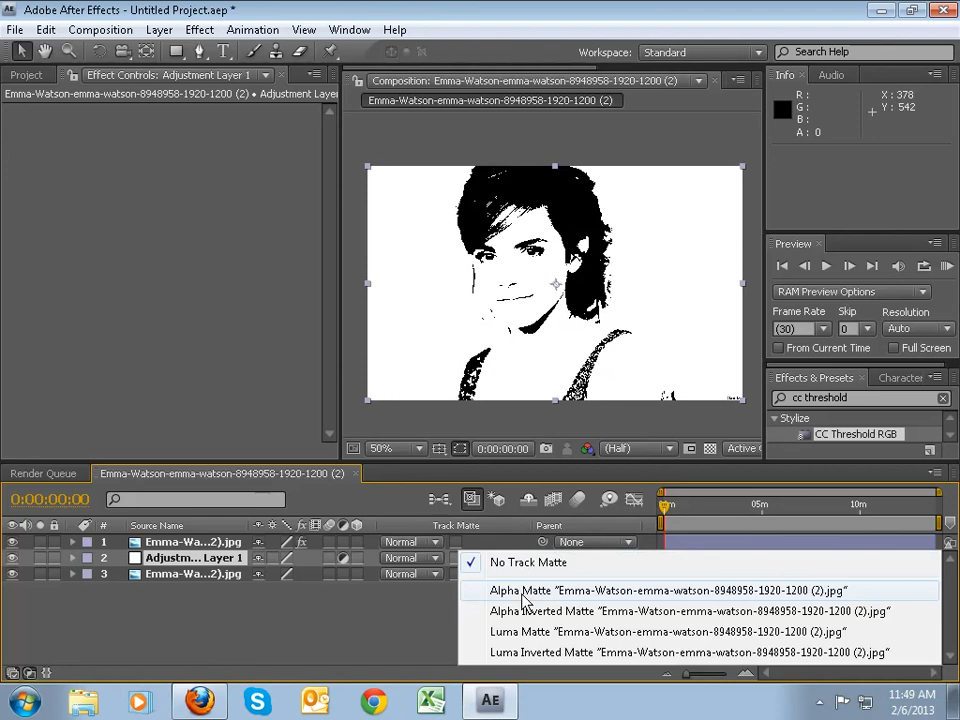 Adobe After Effects - Untitled Project.aep *
File Edit Composition Layer Effect Animation View Window Help
Workspace: Standard Search Help
Project Effect Controls: Adjustment Layer 1
Composition: Emma-Watson-emma-watson-8948958-1920-1200 (2)
Info Audio
Emma-Watson-emma-watson-8948958-1920-1200 (2) • Adjustment Layer
Emma-Watson-emma-watson-8948958-1920-1200 (2)
R: X: 378
G: Y: 542
B:
A: 0
Preview
RAM Preview Options
Frame Rate Skip Resolution
(30) 0 Auto
From Current Time Full Screen
Effects & Presets Character
cc threshold
Stylize
CC Threshold RGB
50% 0:00:00:00 (Half) Active
Render Queue Emma-Watson-emma-watson-8948958-1920-1200 (2)
0:00:00:00
05m 10m
# Source Name Track Matte Parent
1 Emma-Wa...2).jpg Normal None
2 Adjustm... Layer 1 Normal
3 Emma-Wa...2).jpg Normal
No Track Matte
Alpha Matte "Emma-Watson-emma-watson-8948958-1920-1200 (2).jpg"
Alpha Inverted Matte "Emma-Watson-emma-watson-8948958-1920-1200 (2).jpg"
Luma Matte "Emma-Watson-emma-watson-8948958-1920-1200 (2).jpg"
Luma Inverted Matte "Emma-Watson-emma-watson-8948958-1920-1200 (2).jpg"
11:49 AM
2/6/2013